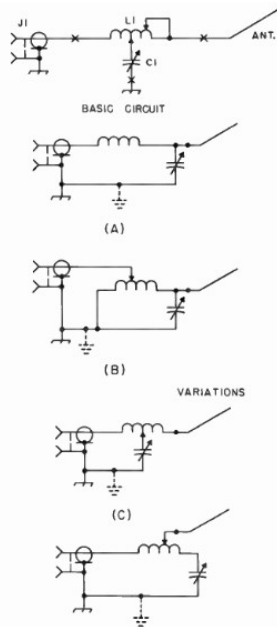 J1
L1
C1
ANT.
BASIC CIRCUIT
(A)
(B)
VARIATIONS
(C)